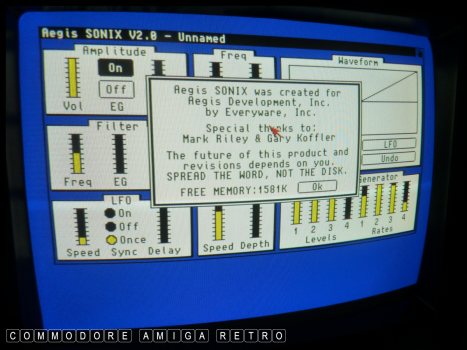 Aegis SONIX V2.0 - Unnamed
Amplitude
Freq
Waveform
On
Off
Vol EG
Aegis SONIX was created for
Aegis Development, Inc.
by Everyware, Inc.
Special thanks to:
Mark Riley & Gary Koffler
The future of this product and
revisions depends on you.
SPREAD THE WORD, NOT THE DISK.
FREE MEMORY:1581K Ok
Filter
Freq EG
LFO
Undo
LFO
On
Off
Once
Speed Sync Delay
Speed Depth
Generator
1 2 3 4 1 2 3 4
Levels Rates
COMMODORE AMIGA RETRO